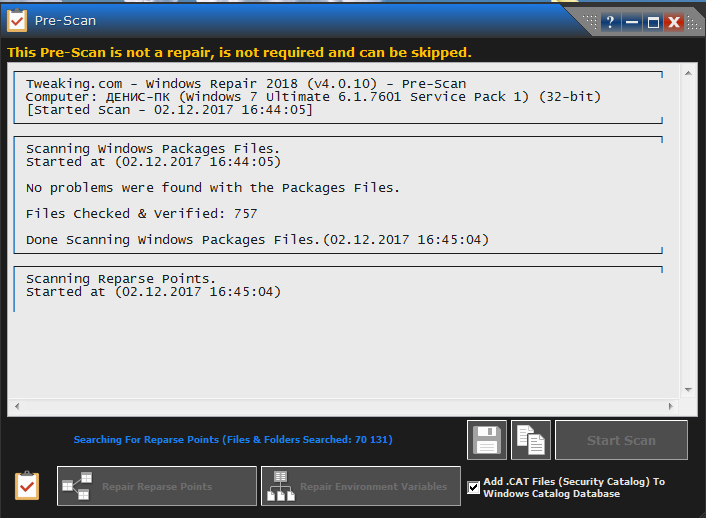 Pre-Scan
?
This Pre-Scan is not a repair, is not required and can be skipped.
Tweaking.com - Windows Repair 2018 (v4.0.10) - Pre-Scan
Computer: ДЕНИС-ПК (Windows 7 Ultimate 6.1.7601 Service Pack 1) (32-bit)
[Started Scan - 02.12.2017 16:44:05]
Scanning Windows Packages Files.
Started at (02.12.2017 16:44:05)
No problems were found with the Packages Files.
Files Checked & Verified: 757
Done Scanning Windows Packages Files.(02.12.2017 16:45:04)
Scanning Reparse Points.
Started at (02.12.2017 16:45:04)
Searching For Reparse Points (Files & Folders Searched: 70 131)
Start Scan
Repair Reparse Points
Repair Environment Variables
Add .CAT Files (Security Catalog) To
Windows Catalog Database